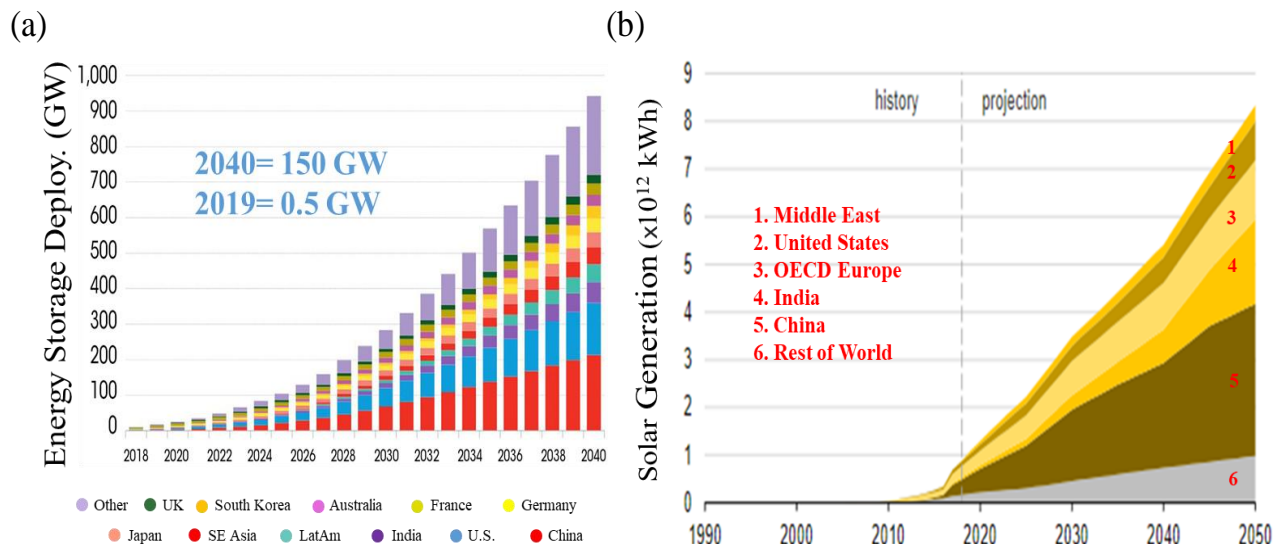 (a)
Energy Storage Deploy. (GW)
1,000
900
800
700
600
500
400
300
200
100
0
2040= 150 GW
2019= 0.5 GW
2018 2020 2022 2024 2026 2028 2030 2032 2034 2036 2038 2040
Other UK South Korea Australia France Germany
Japan SE Asia LatAm India U.S. China
(b)
Solar Generation (x10¹² kWh)
9
8
7
6
5
4
3
2
1
0
history projection
1. Middle East
2. United States
3. OECD Europe
4. India
5. China
6. Rest of World
1
2
3
4
5
6
1990 2000 2010 2020 2030 2040 2050